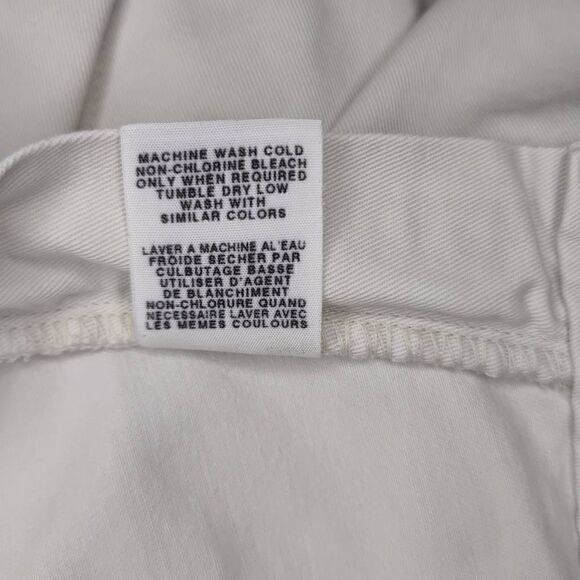 MACHINE WASH COLD
NON-CHLORINE BLEACH
ONLY WHEN REQUIRED
TUMBLE DRY LOW
WASH WITH
SIMILAR COLORS
LAVER A MACHINE AL'EAU
FROIDE SECHER PAR
CULBUTAGE BASSE
UTILISER D'AGENT
DE BLANCHIMENT
NON-CHLORURE QUAND
NECESSAIRE LAVER AVEC
LES MEMES COULOURS